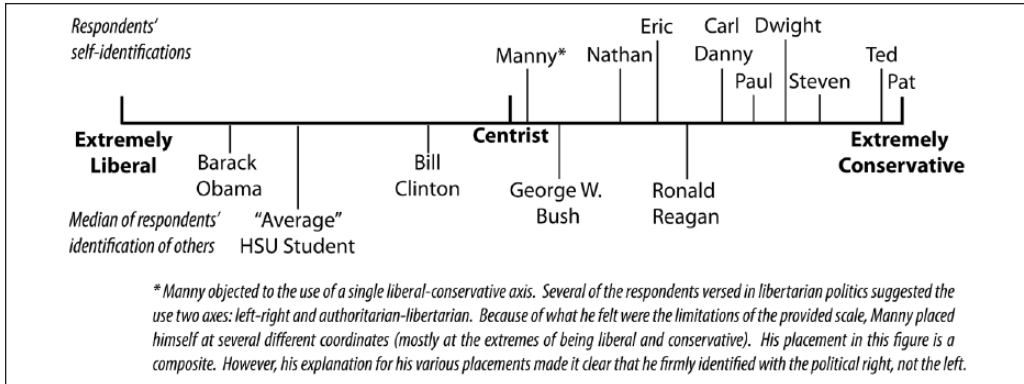 Respondents'
self-identifications
Eric Carl Dwight
Manny* Nathan Danny Ted
Paul Steven Pat
Extremely
Liberal
Centrist
Extremely
Conservative
Barack
Obama
Bill
Clinton
George W.
Bush
Ronald
Reagan
Median of respondents'
identification of others
"Average"
HSU Student
* Manny objected to the use of a single liberal-conservative axis. Several of the respondents versed in libertarian politics suggested the
use two axes: left-right and authoritarian-libertarian. Because of what he felt were the limitations of the provided scale, Manny placed
himself at several different coordinates (mostly at the extremes of being liberal and conservative). His placement in this figure is a
composite. However, his explanation for his various placements made it clear that he firmly identified with the political right, not the left.